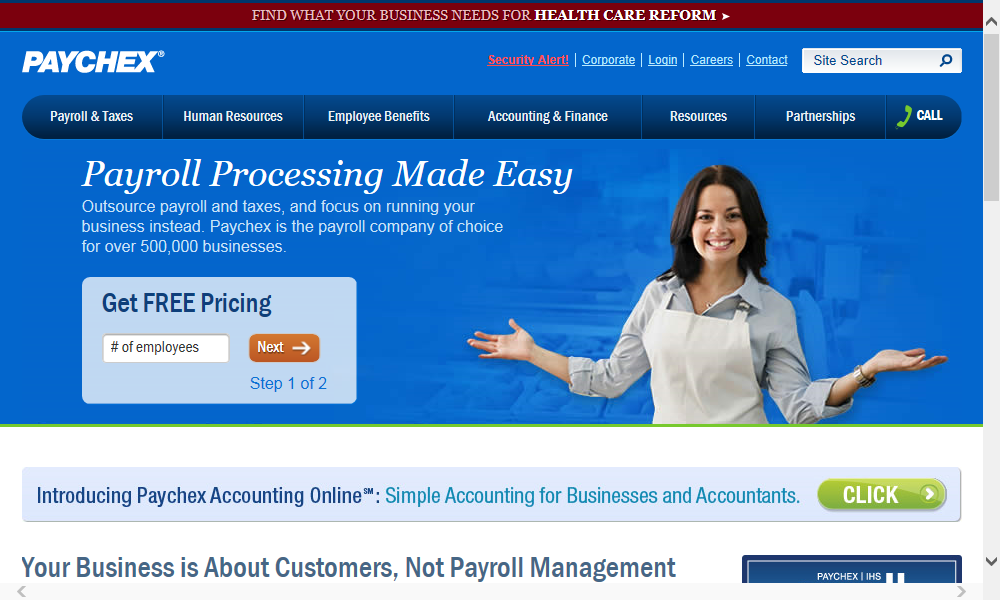 FIND WHAT YOUR BUSINESS NEEDS FOR HEALTH CARE REFORM ➤
PAYCHEX®
Security Alert! | Corporate | Login | Careers | Contact
Site Search
Payroll & Taxes
Human Resources
Employee Benefits
Accounting & Finance
Resources
Partnerships
CALL
Payroll Processing Made Easy
Outsource payroll and taxes, and focus on running your
business instead. Paychex is the payroll company of choice
for over 500,000 businesses.
Get FREE Pricing
# of employees
Next →
Step 1 of 2
Introducing Paychex Accounting Online℠: Simple Accounting for Businesses and Accountants.
CLICK
Your Business is About Customers, Not Payroll Management
PAYCHEX | IHS